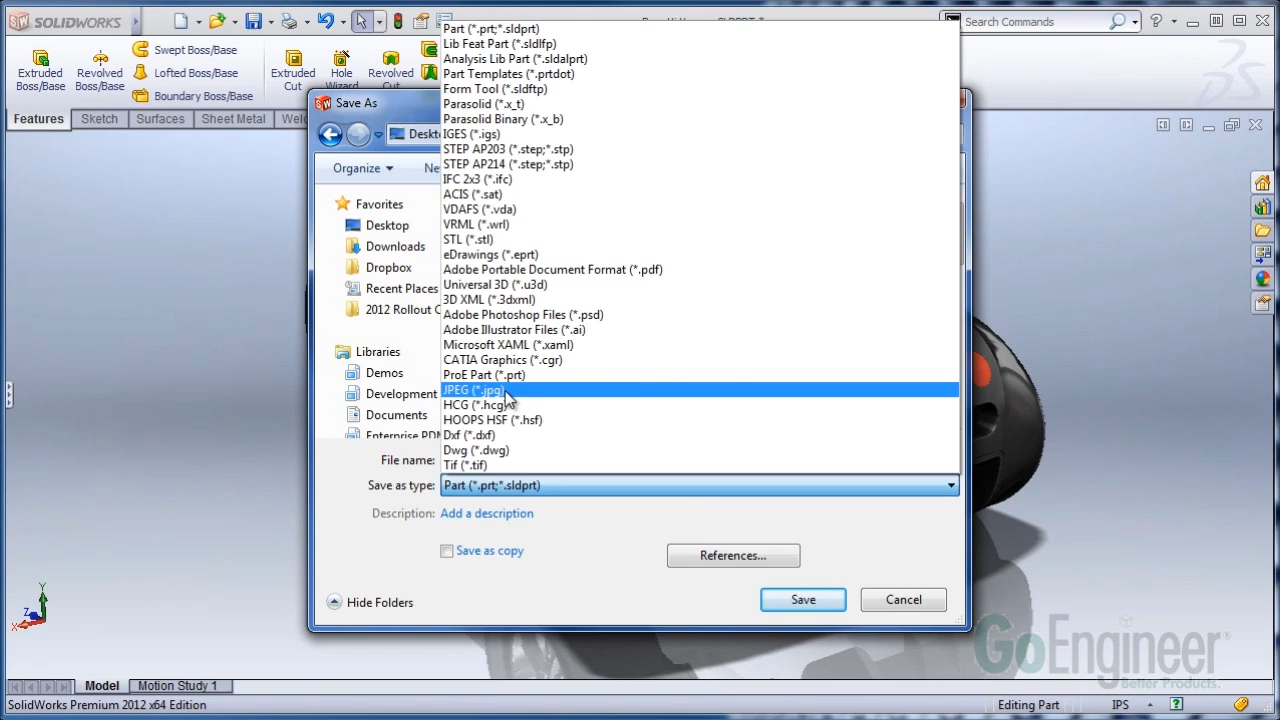 SOLIDWORKS
Search Commands
Extruded
Boss/Base
Revolved
Boss/Base
Swept Boss/Base
Lofted Boss/Base
Boundary Boss/Base
Extruded
Cut
Hole
Wizard
Revolved
Cut
Features
Sketch
Surfaces
Sheet Metal
Save As
Organize
Favorites
Desktop
Downloads
Dropbox
Recent Places
2012 Rollout
Libraries
Demos
Development
Documents
Enterprise PDM
Part (*.prt;*.sldprt)
Lib Feat Part (*.sldlfp)
Analysis Lib Part (*.sldalprt)
Part Templates (*.prtdot)
Form Tool (*.sldftp)
Parasolid (*.x_t)
Parasolid Binary (*.x_b)
IGES (*.igs)
STEP AP203 (*.step;*.stp)
STEP AP214 (*.step;*.stp)
IFC 2x3 (*.ifc)
ACIS (*.sat)
VDAFS (*.vda)
VRML (*.wrl)
STL (*.stl)
eDrawings (*.eprt)
Adobe Portable Document Format (*.pdf)
Universal 3D (*.u3d)
3D XML (*.3dxml)
Adobe Photoshop Files (*.psd)
Adobe Illustrator Files (*.ai)
Microsoft XAML (*.xaml)
CATIA Graphics (*.cgr)
ProE Part (*.prt)
JPEG (*.jpg)
HCG (*.hcg)
HOOPS HSF (*.hsf)
Dxf (*.dxf)
Dwg (*.dwg)
Tif (*.tif)
File name:
Save as type: Part (*.prt;*.sldprt)
Description: Add a description
Save as copy
References...
Hide Folders
Save
Cancel
GoEngineer®
Better Products.
Model
Motion Study 1
SolidWorks Premium 2012 x64 Edition
Editing Part
IPS